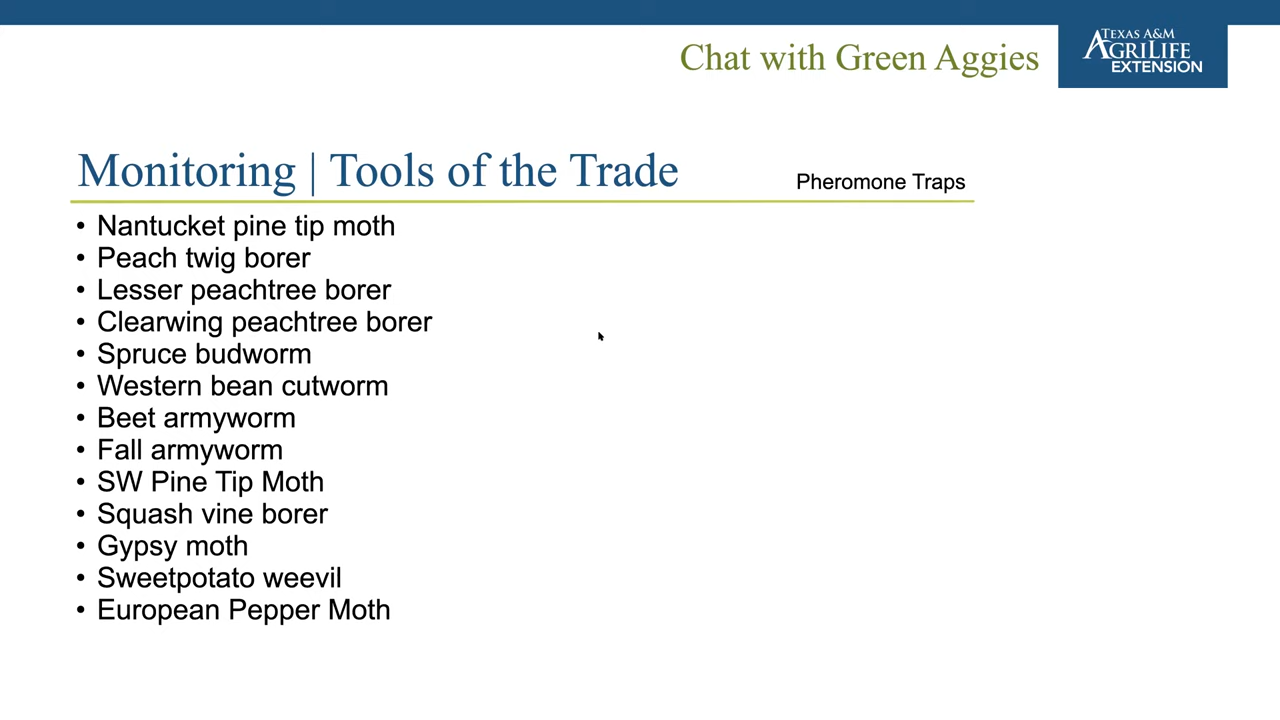 Chat with Green Aggies
TEXAS A&M
AGRILIFE
EXTENSION
Monitoring | Tools of the Trade
Pheromone Traps
• Nantucket pine tip moth
• Peach twig borer
• Lesser peachtree borer
• Clearwing peachtree borer
• Spruce budworm
• Western bean cutworm
• Beet armyworm
• Fall armyworm
• SW Pine Tip Moth
• Squash vine borer
• Gypsy moth
• Sweetpotato weevil
• European Pepper Moth